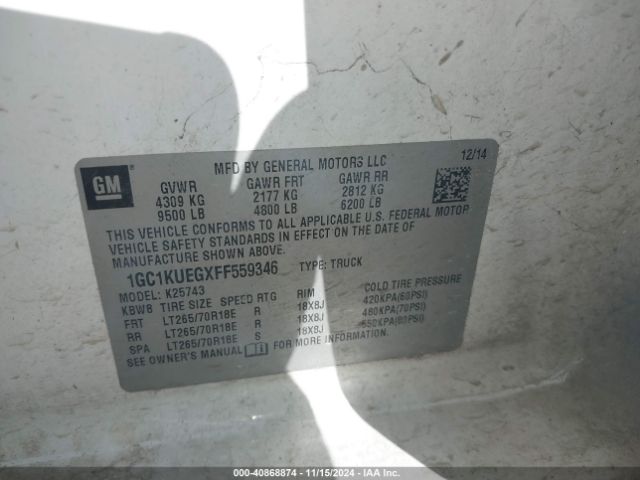 GM
MFD BY GENERAL MOTORS LLC 12/14
GVWR GAWR FRT GAWR RR
4309 KG 2177 KG 2812 KG
9500 LB 4800 LB 6200 LB
THIS VEHICLE CONFORMS TO ALL APPLICABLE U.S. FEDERAL MOTOR
VEHICLE SAFETY STANDARDS IN EFFECT ON THE DATE OF
MANUFACTURE SHOWN ABOVE.
1GC1KUEGXFF559346 TYPE: TRUCK
MODEL: K25743
KBW8 TIRE SIZE SPEED RTG RIM COLD TIRE PRESSURE
FRT LT265/70R18E R 18X8J 420KPA(60PSI)
RR LT265/70R18E R 18X8J 480KPA(70PSI)
SPA LT265/70R18E S 18X8J 550KPA(80PSI)
SEE OWNER'S MANUAL FOR MORE INFORMATION.
000-40868874 - 11/15/2024 - IAA Inc.